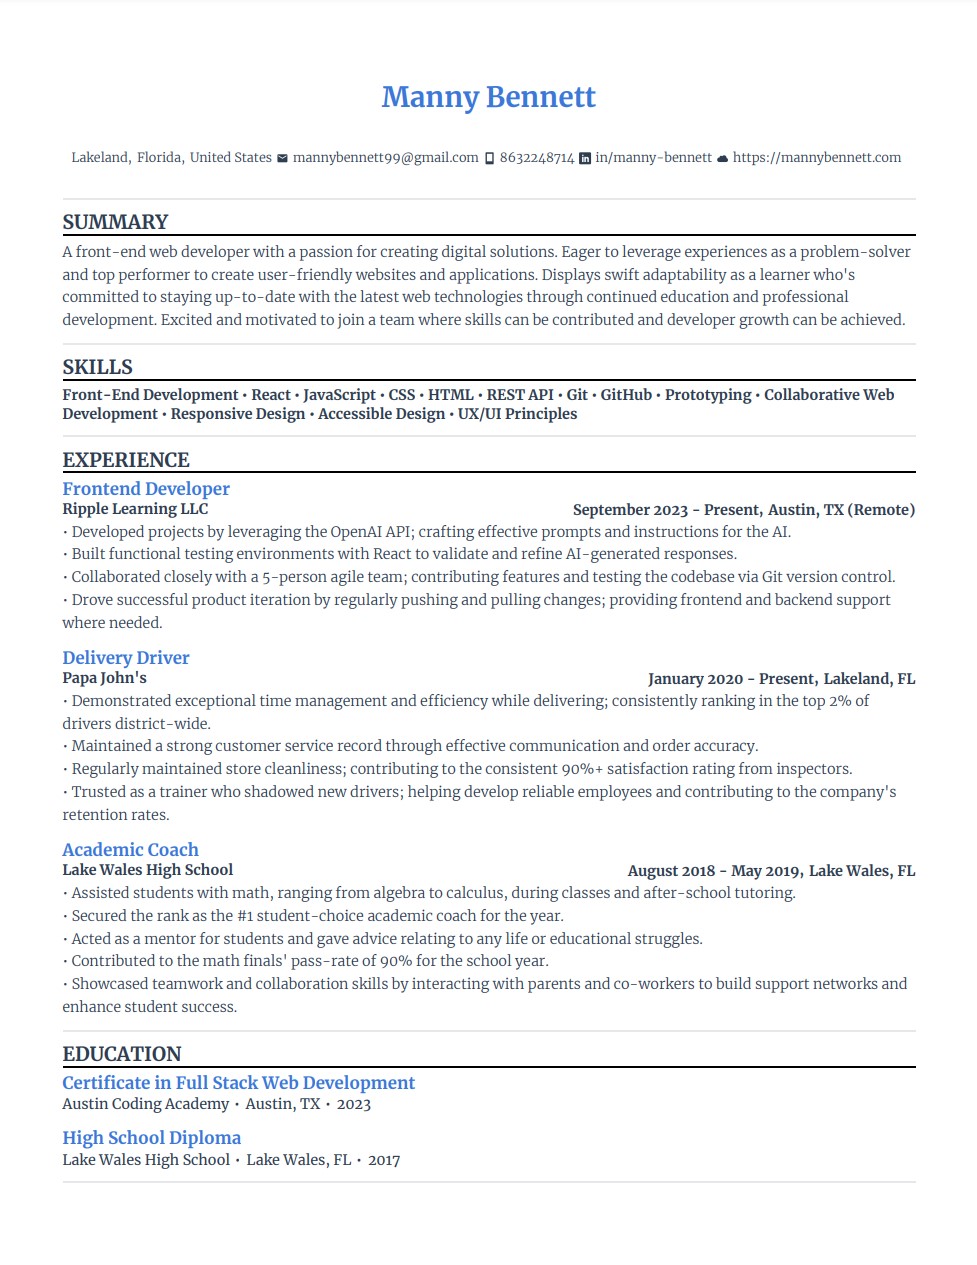 Manny Bennett
Lakeland, Florida, United States mannybennett99@gmail.com 8632248714 in/manny-bennett https://mannybennett.com
SUMMARY
A front-end web developer with a passion for creating digital solutions. Eager to leverage experiences as a problem-solver
and top performer to create user-friendly websites and applications. Displays swift adaptability as a learner who's
committed to staying up-to-date with the latest web technologies through continued education and professional
development. Excited and motivated to join a team where skills can be contributed and developer growth can be achieved.
SKILLS
Front-End Development • React • JavaScript • CSS • HTML • REST API • Git • GitHub • Prototyping • Collaborative Web
Development • Responsive Design • Accessible Design • UX/UI Principles
EXPERIENCE
Frontend Developer
Ripple Learning LLC September 2023 - Present, Austin, TX (Remote)
• Developed projects by leveraging the OpenAI API; crafting effective prompts and instructions for the AI.
• Built functional testing environments with React to validate and refine AI-generated responses.
• Collaborated closely with a 5-person agile team; contributing features and testing the codebase via Git version control.
• Drove successful product iteration by regularly pushing and pulling changes; providing frontend and backend support
where needed.
Delivery Driver
Papa John's January 2020 - Present, Lakeland, FL
• Demonstrated exceptional time management and efficiency while delivering; consistently ranking in the top 2% of
drivers district-wide.
• Maintained a strong customer service record through effective communication and order accuracy.
• Regularly maintained store cleanliness; contributing to the consistent 90%+ satisfaction rating from inspectors.
• Trusted as a trainer who shadowed new drivers; helping develop reliable employees and contributing to the company's
retention rates.
Academic Coach
Lake Wales High School August 2018 - May 2019, Lake Wales, FL
• Assisted students with math, ranging from algebra to calculus, during classes and after-school tutoring.
• Secured the rank as the #1 student-choice academic coach for the year.
• Acted as a mentor for students and gave advice relating to any life or educational struggles.
• Contributed to the math finals' pass-rate of 90% for the school year.
• Showcased teamwork and collaboration skills by interacting with parents and co-workers to build support networks and
enhance student success.
EDUCATION
Certificate in Full Stack Web Development
Austin Coding Academy • Austin, TX • 2023
High School Diploma
Lake Wales High School • Lake Wales, FL • 2017